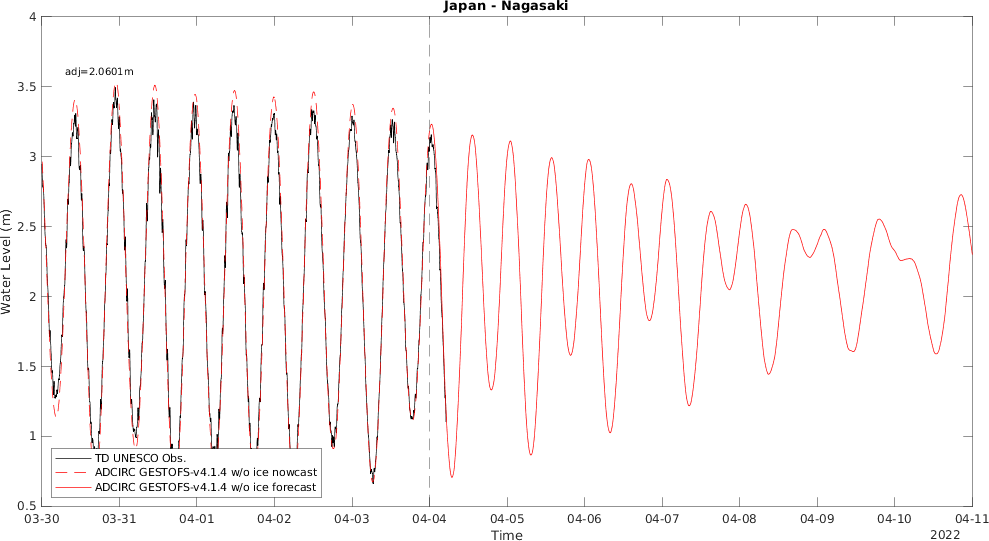 Japan - Nagasaki
adj=2.0601m
4
3.5
3
2.5
2
1.5
1
0.5
Water Level (m)
TD UNESCO Obs.
ADCIRC GESTOFS-v4.1.4 w/o ice nowcast
ADCIRC GESTOFS-v4.1.4 w/o ice forecast
03-30 03-31 04-01 04-02 04-03 04-04 04-05 04-06 04-07 04-08 04-09 04-10 04-11
Time
2022